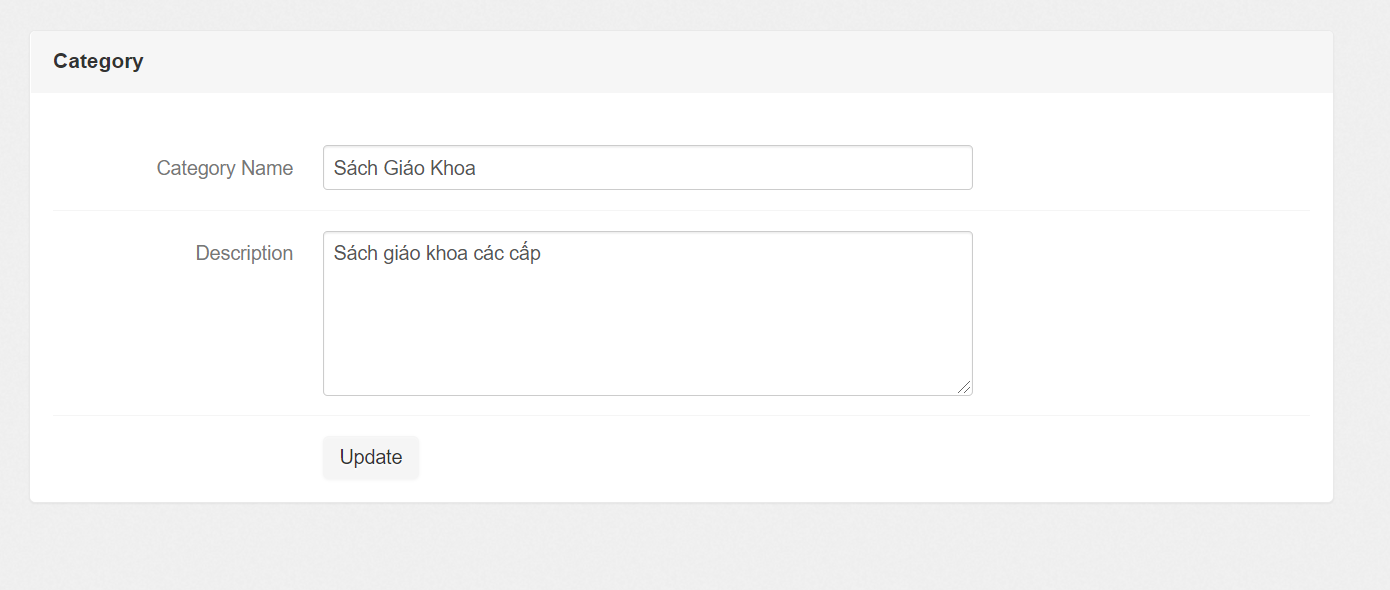 Category
Category Name
Sách Giáo Khoa
Description
Sách giáo khoa các cấp
Update